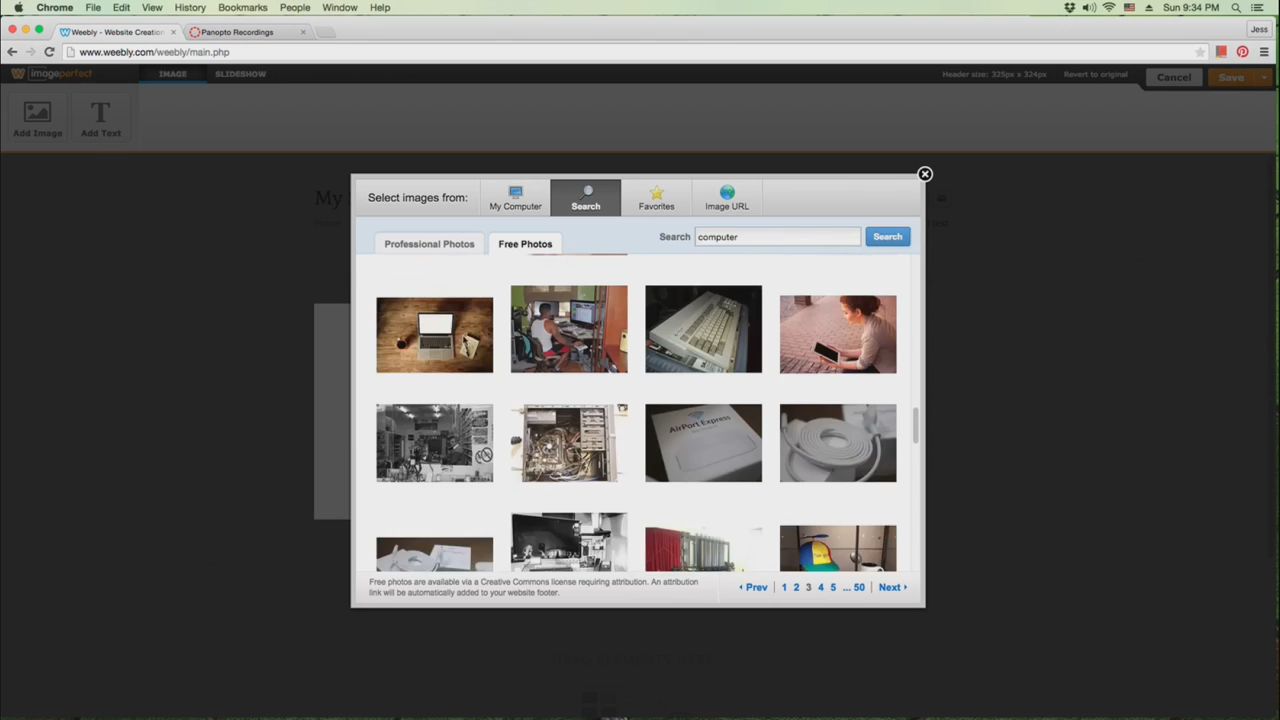 Chrome File Edit View History Bookmarks People Window Help Sun 9:34 PM
Weebly - Website Creation Panopto Recordings Jess
www.weebly.com/weebly/main.php
imageperfect IMAGE SLIDESHOW Header size: 325px x 324px Revert to original Cancel Save
Add Image Add Text
My
Select images from: My Computer Search Favorites Image URL
Professional Photos Free Photos Search computer Search
AirPort Express
Free photos are available via a Creative Commons license requiring attribution. An attribution
link will be automatically added to your website footer.
Prev 1 2 3 4 5 ... 50 Next